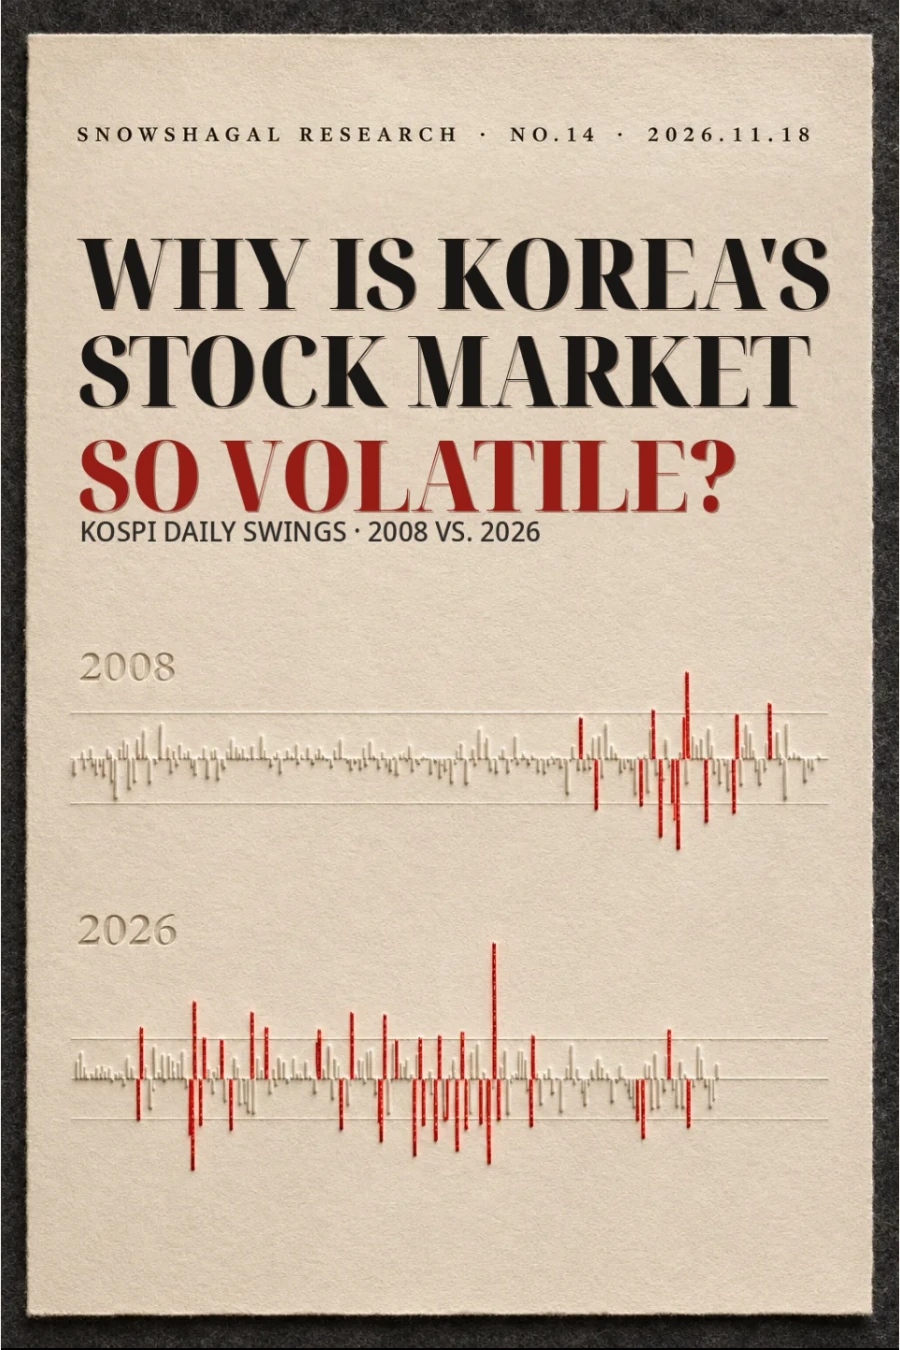 SNOWSHAGAL RESEARCH · NO.14 · 2026.11.18
WHY IS KOREA'S
STOCK MARKET
SO VOLATILE?
KOSPI DAILY SWINGS · 2008 VS. 2026
2008
2026